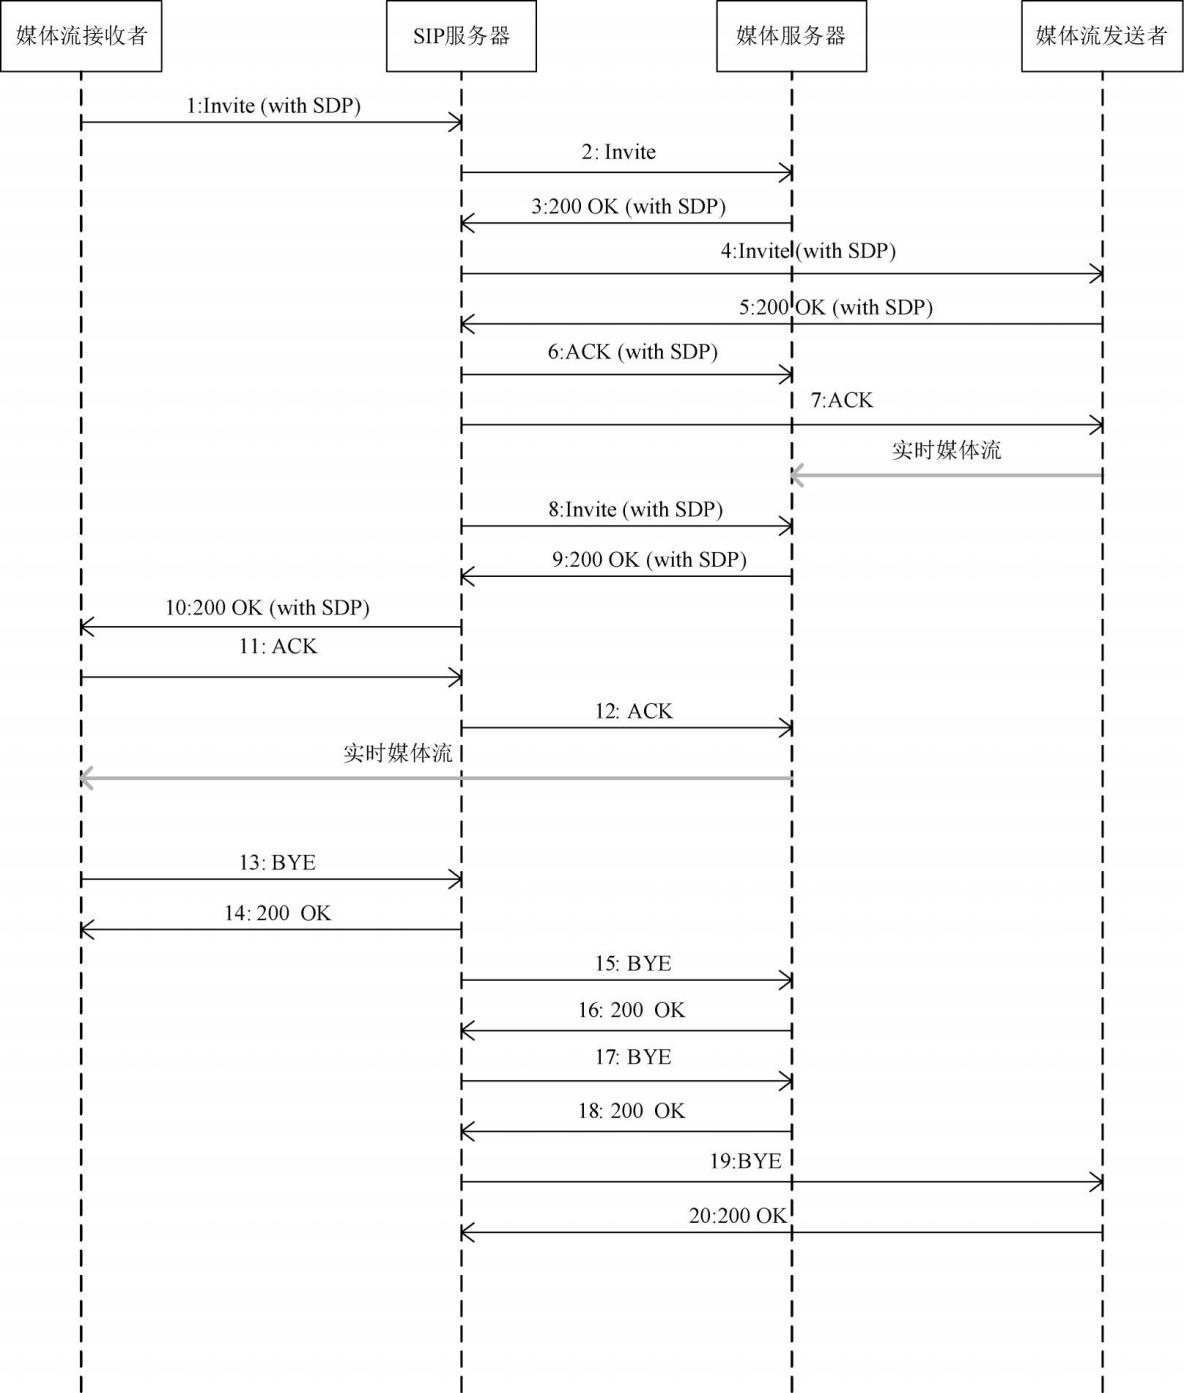 媒体流接收者
SIP服务器
媒体服务器
媒体流发送者
1:Invite (with SDP)
2: Invite
3:200 OK (with SDP)
4:Invite (with SDP)
5:200 OK (with SDP)
6:ACK (with SDP)
7:ACK
实时媒体流
8:Invite (with SDP)
9:200 OK (with SDP)
10:200 OK (with SDP)
11: ACK
12: ACK
实时媒体流
13: BYE
14: 200 OK
15: BYE
16: 200 OK
17: BYE
18: 200 OK
19:BYE
20:200 OK